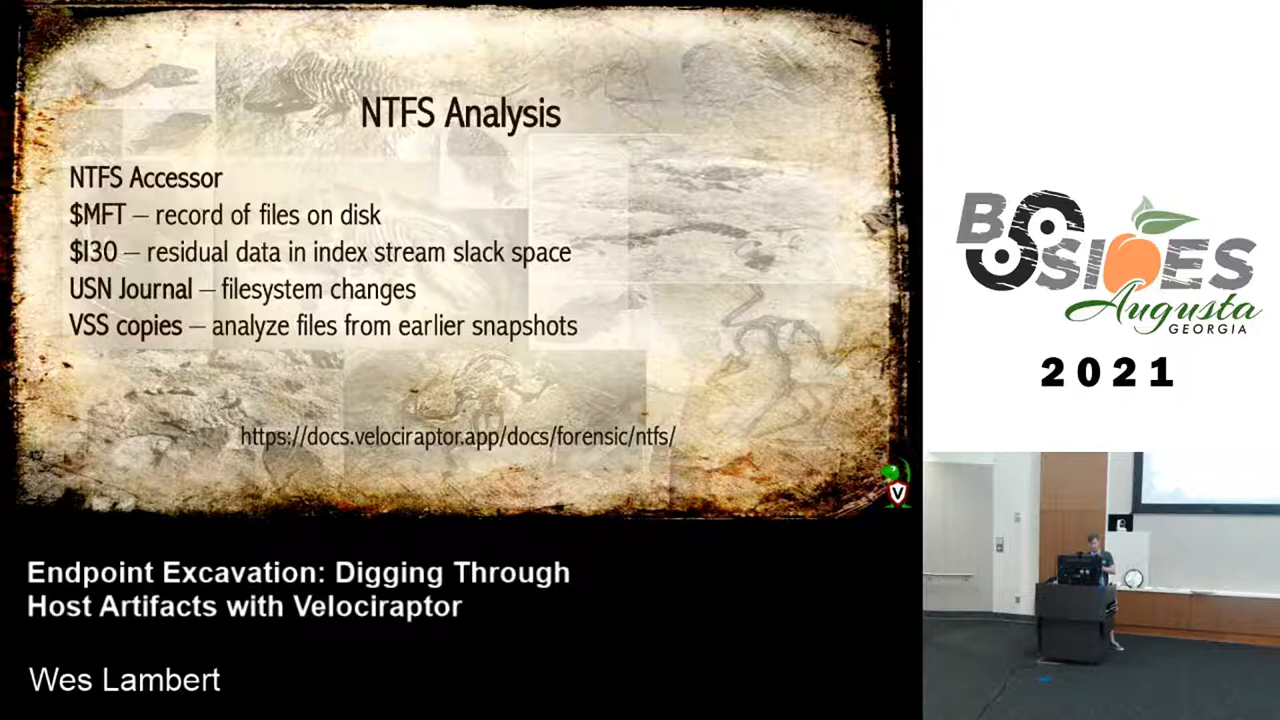 NTFS Analysis
NTFS Accessor
$MFT – record of files on disk
$I30 – residual data in index stream slack space
USN Journal – filesystem changes
VSS copies – analyze files from earlier snapshots
https://docs.velociraptor.app/docs/forensic/ntfs/
V
BSIDES
Augusta
GEORGIA
2021
Endpoint Excavation: Digging Through
Host Artifacts with Velociraptor
Wes Lambert